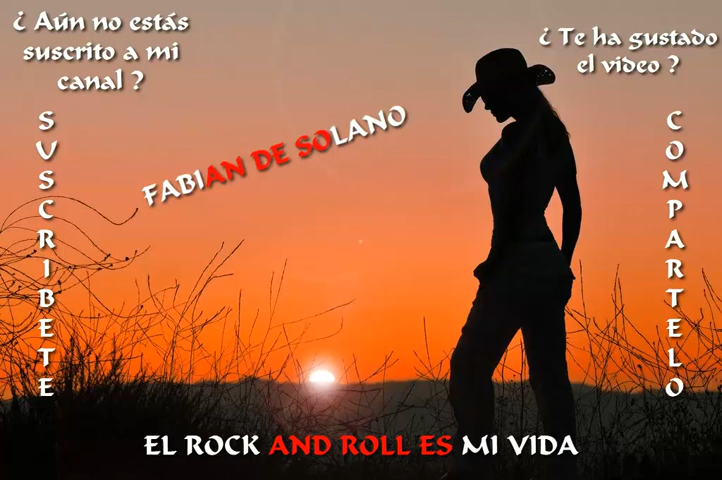 ¿ Aún no estás
suscrito a mi
canal ?
¿ Te ha gustado
el video ?
SUSCRIBETE
COMPARTELO
FABIAN DE SOLANO
EL ROCK AND ROLL ES MI VIDA